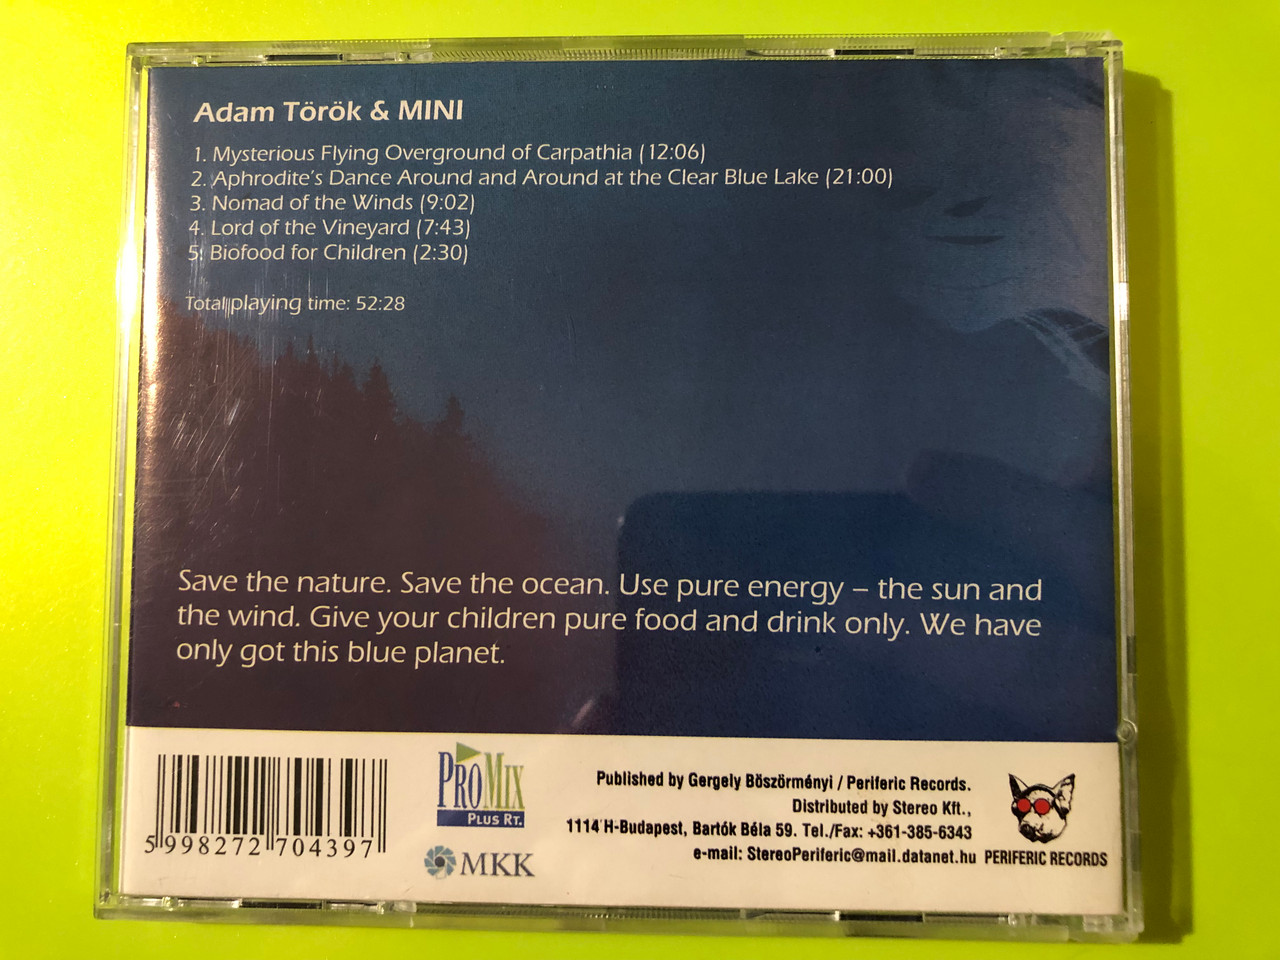 Adam Török & MINI
1. Mysterious Flying Overground of Carpathia (12:06)
2. Aphrodite's Dance Around and Around at the Clear Blue Lake (21:00)
3. Nomad of the Winds (9:02)
4. Lord of the Vineyard (7:43)
5. Biofood for Children (2:30)
Total playing time: 52:28
Save the nature. Save the ocean. Use pure energy – the sun and
the wind. Give your children pure food and drink only. We have
only got this blue planet.
5 998272 704397
PROMIX
PLUS RT.
MKK
Published by Gergely Böszörményi / Periferic Records.
Distributed by Stereo Kft.,
1114 H-Budapest, Bartók Béla 59. Tel./Fax: +361-385-6343
e-mail: StereoPeriferic@mail.datanet.hu
PERIFERIC RECORDS